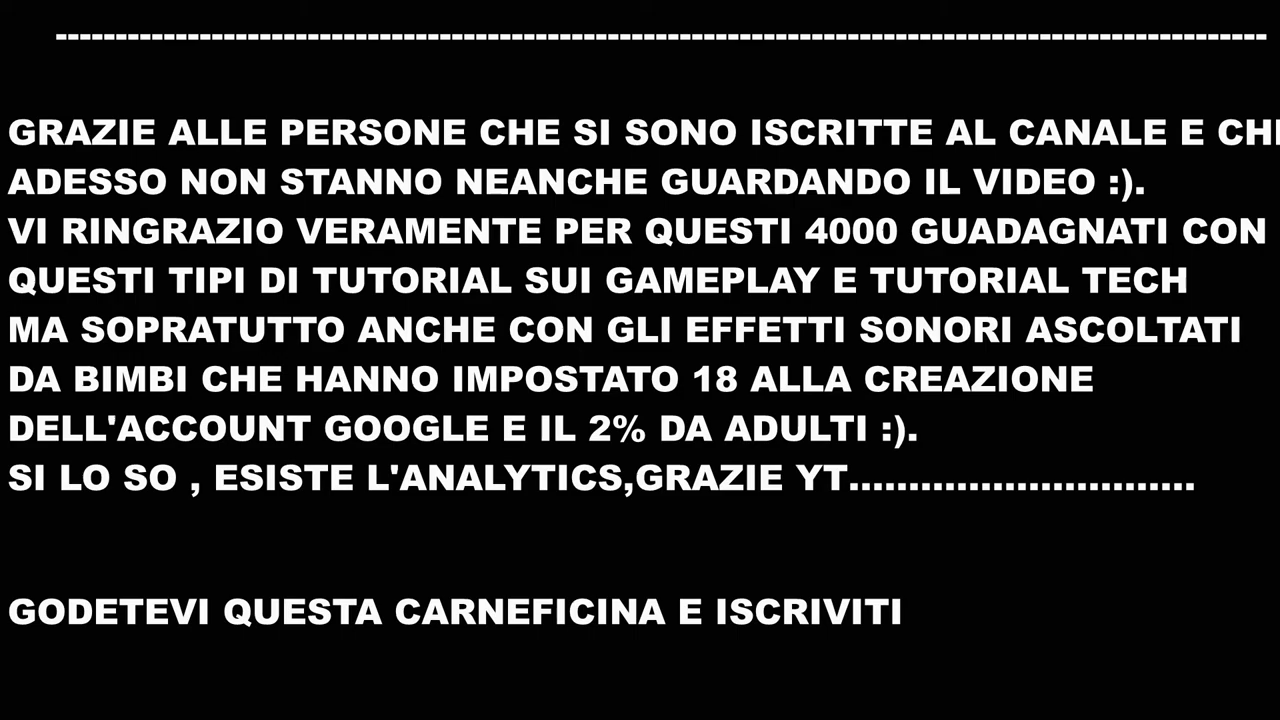 ----------------------------------------------------------------------------------------------------
GRAZIE ALLE PERSONE CHE SI SONO ISCRITTE AL CANALE E CHE
ADESSO NON STANNO NEANCHE GUARDANDO IL VIDEO :).
VI RINGRAZIO VERAMENTE PER QUESTI 4000 GUADAGNATI CON
QUESTI TIPI DI TUTORIAL SUI GAMEPLAY E TUTORIAL TECH
MA SOPRATUTTO ANCHE CON GLI EFFETTI SONORI ASCOLTATI
DA BIMBI CHE HANNO IMPOSTATO 18 ALLA CREAZIONE
DELL'ACCOUNT GOOGLE E IL 2% DA ADULTI :).
SI LO SO , ESISTE L'ANALYTICS,GRAZIE YT.............................
GODETEVI QUESTA CARNEFICINA E ISCRIVITI